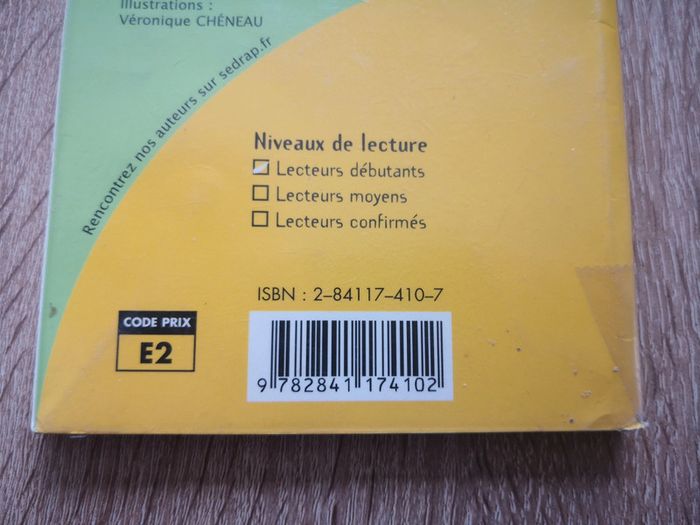 Illustrations :
Véronique CHÉNEAU
Rencontrez nos auteurs sur sedrap.fr
Niveaux de lecture
Lecteurs débutants
Lecteurs moyens
Lecteurs confirmés
ISBN : 2–84117–410–7
CODE PRIX
E2
9 782841 174102